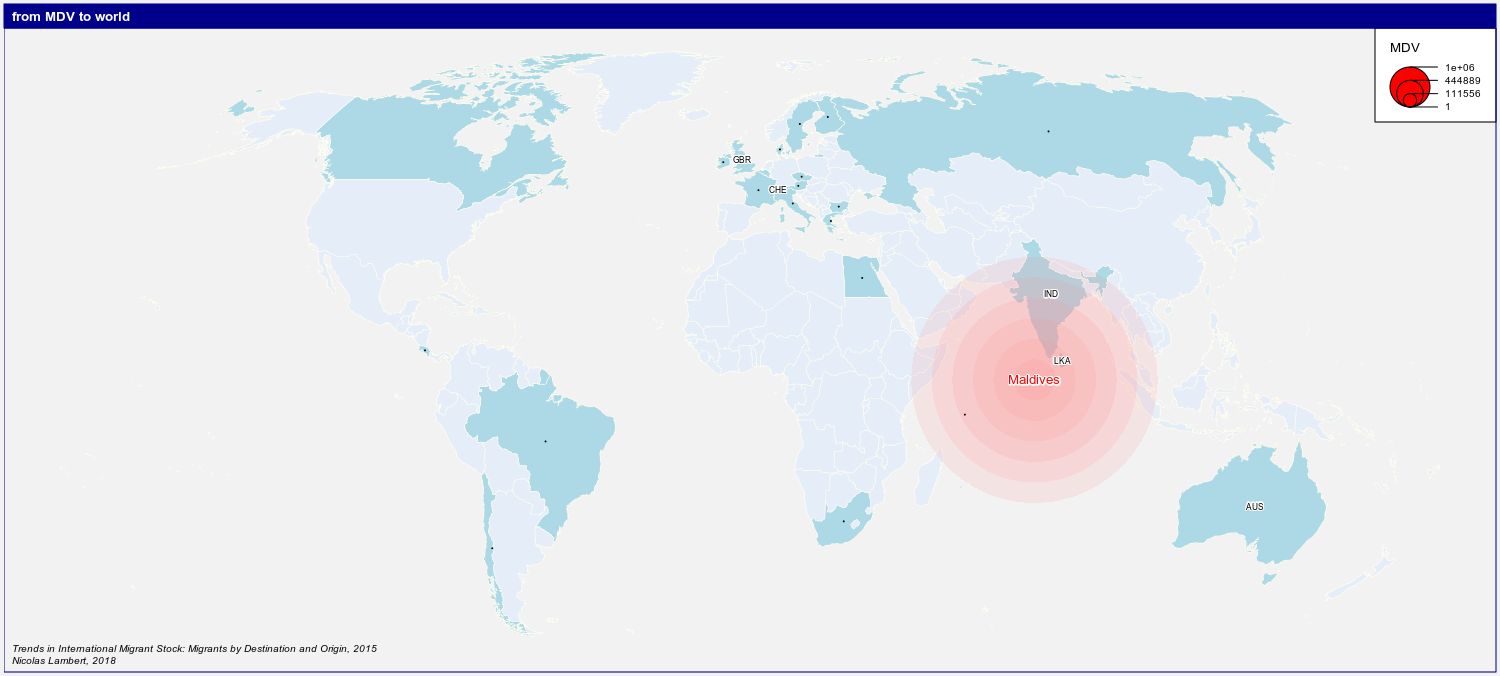 from MDV to world
MDV
1e+06
444889
111556
1
GBR
CHE
IND
LKA
Maldives
AUS
Trends in International Migrant Stock: Migrants by Destination and Origin, 2015
Nicolas Lambert, 2018